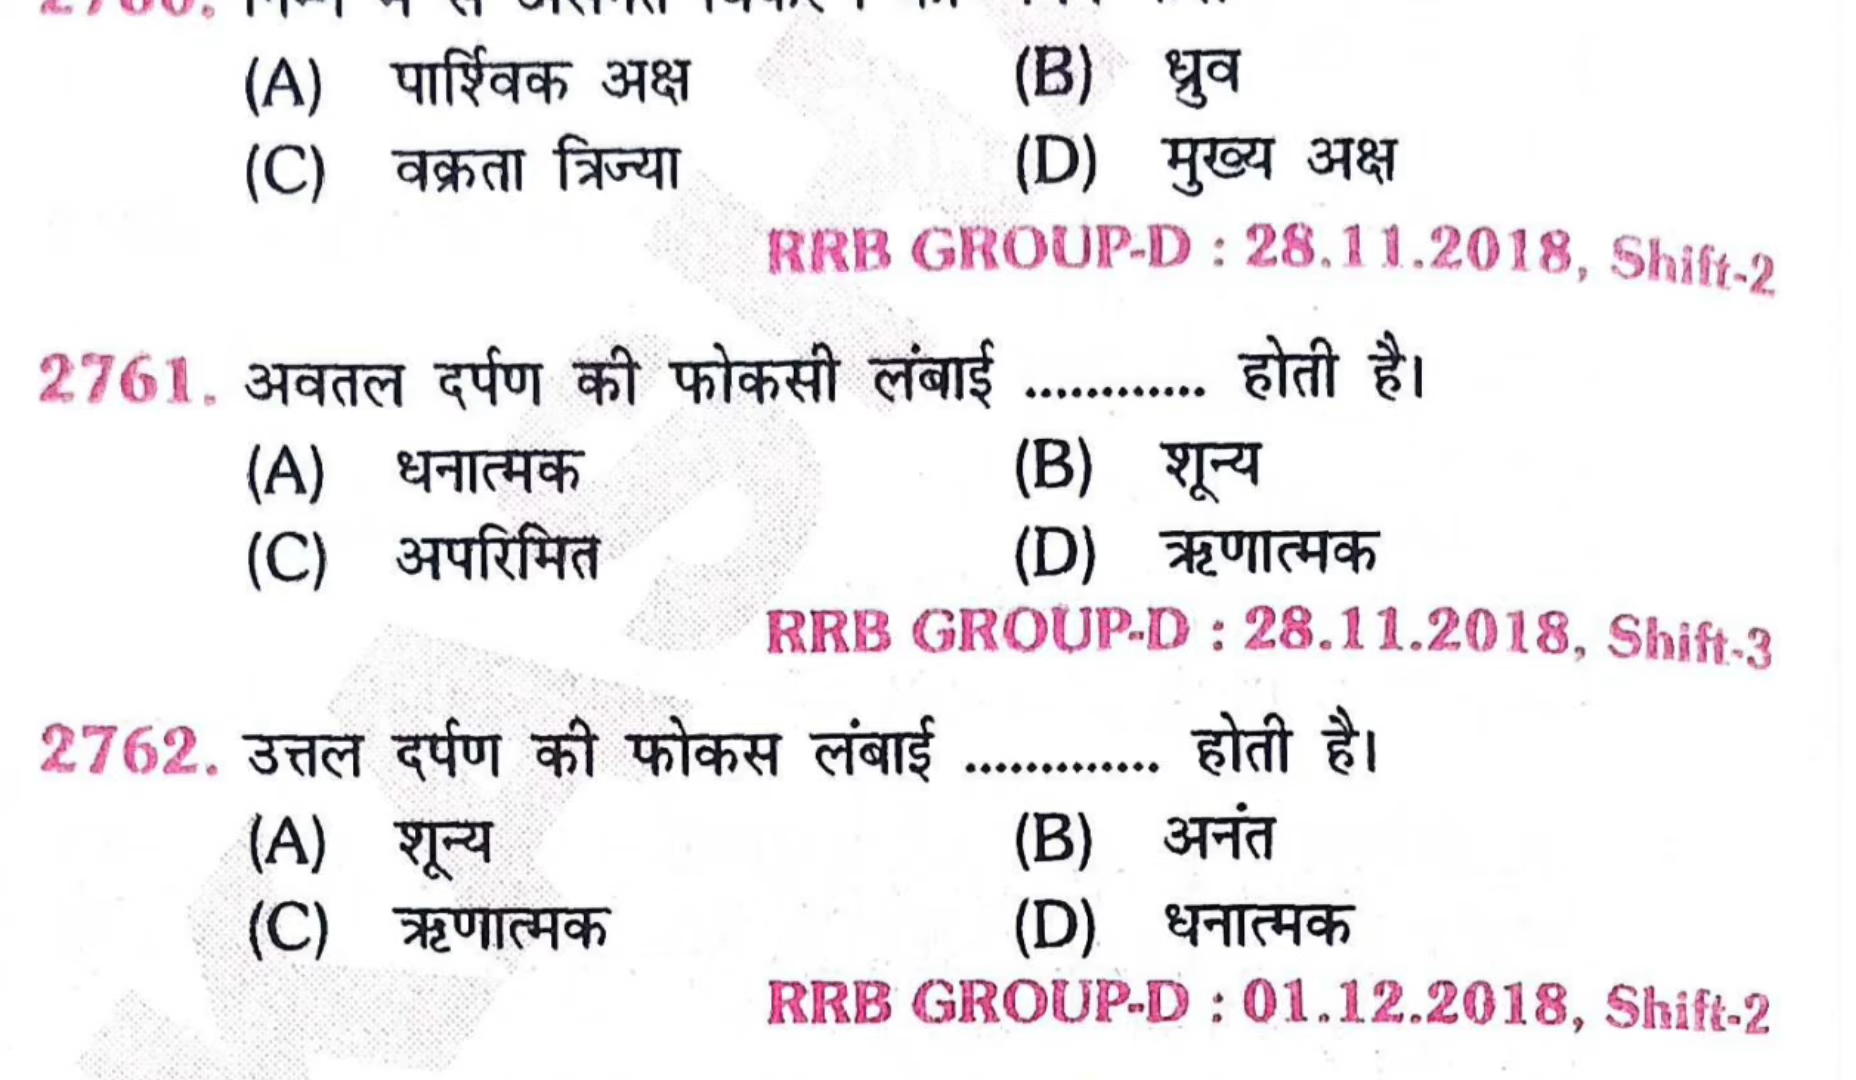 (A) पार्श्विक अक्ष (B) ध्रुव
(C) वक्रता त्रिज्या (D) मुख्य अक्ष
RRB GROUP-D : 28.11.2018, Shift-2
2761. अवतल दर्पण की फोकसी लंबाई ............. होती है।
(A) धनात्मक (B) शून्य
(C) अपरिमित (D) ऋणात्मक
RRB GROUP-D : 28.11.2018, Shift-3
2762. उत्तल दर्पण की फोकस लंबाई .............. होती है।
(A) शून्य (B) अनंत
(C) ऋणात्मक (D) धनात्मक
RRB GROUP-D : 01.12.2018, Shift-2